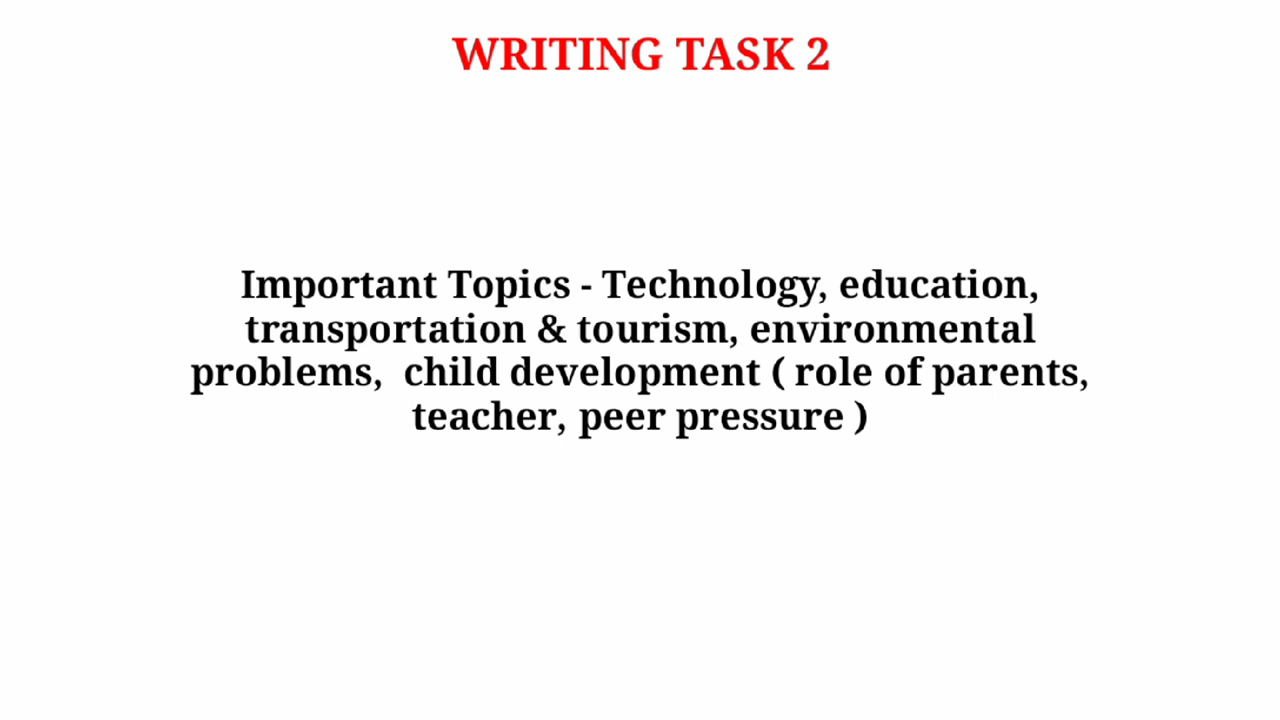 WRITING TASK 2
Important Topics - Technology, education,
transportation & tourism, environmental
problems,  child development ( role of parents,
teacher, peer pressure )